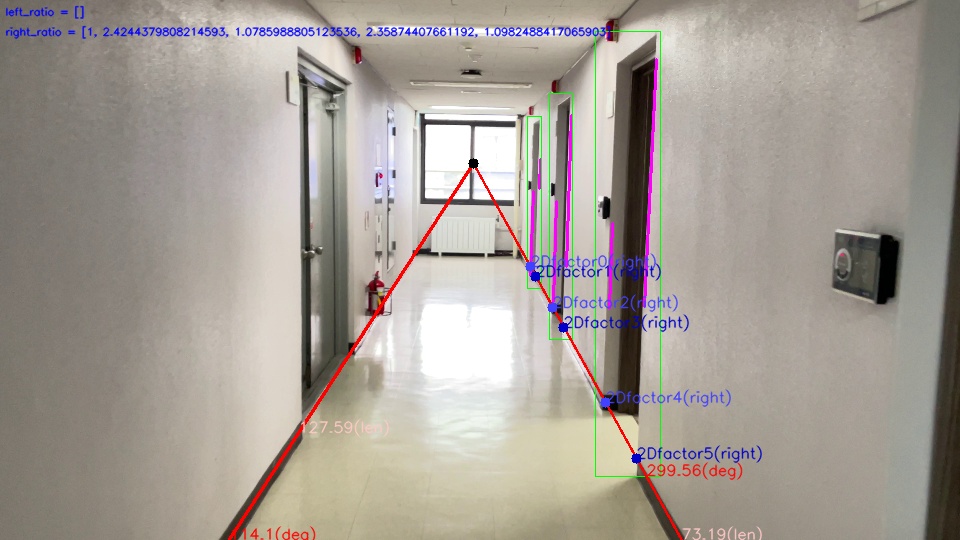 left_ratio = []
right_ratio = [1, 2.4244379808214593, 1.0785988805123536, 2.35874407661192, 1.0982488417065903
2Dfactor0(right)
2Dfactor1(right)
2Dfactor2(right)
2Dfactor3(right)
2Dfactor4(right)
127.59(len)
2Dfactor5(right)
299.56(deg)
14.1(deg)
73.19(len)